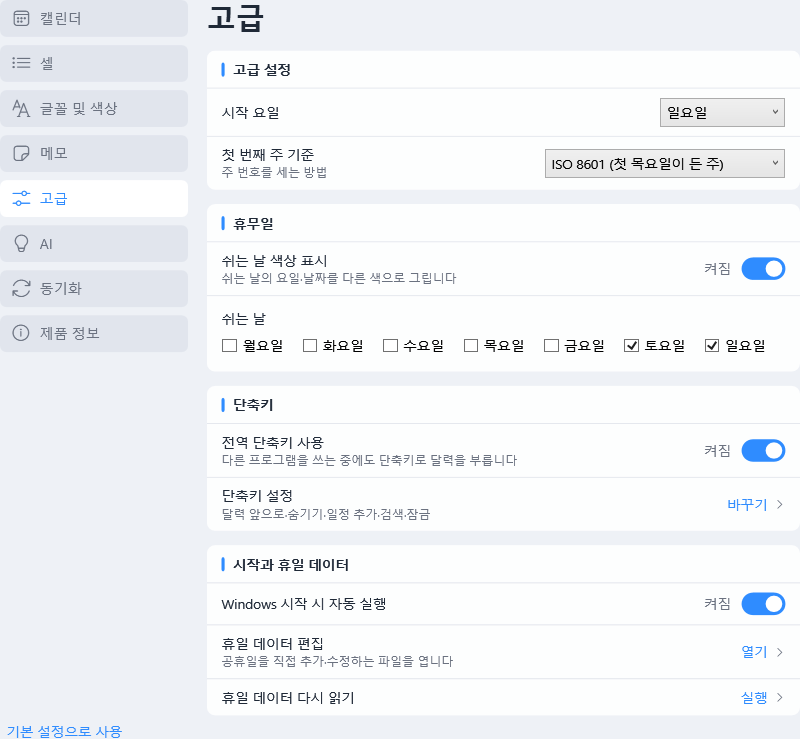 캘린더
셀
글꼴 및 색상
메모
고급
AI
동기화
제품 정보
기본 설정으로 사용
고급
고급 설정
시작 요일
일요일
첫 번째 주 기준
주 번호를 세는 방법
ISO 8601 (첫 목요일이 든 주)
휴무일
쉬는 날 색상 표시
쉬는 날의 요일·날짜를 다른 색으로 그립니다
켜짐
쉬는 날
월요일 화요일 수요일 목요일 금요일 토요일 일요일
단축키
전역 단축키 사용
다른 프로그램을 쓰는 중에도 단축키로 달력을 부릅니다
켜짐
단축키 설정
달력 앞으로·숨기기·일정 추가·검색·잠금
바꾸기
시작과 휴일 데이터
Windows 시작 시 자동 실행
켜짐
휴일 데이터 편집
공휴일을 직접 추가·수정하는 파일을 엽니다
열기
휴일 데이터 다시 읽기
실행